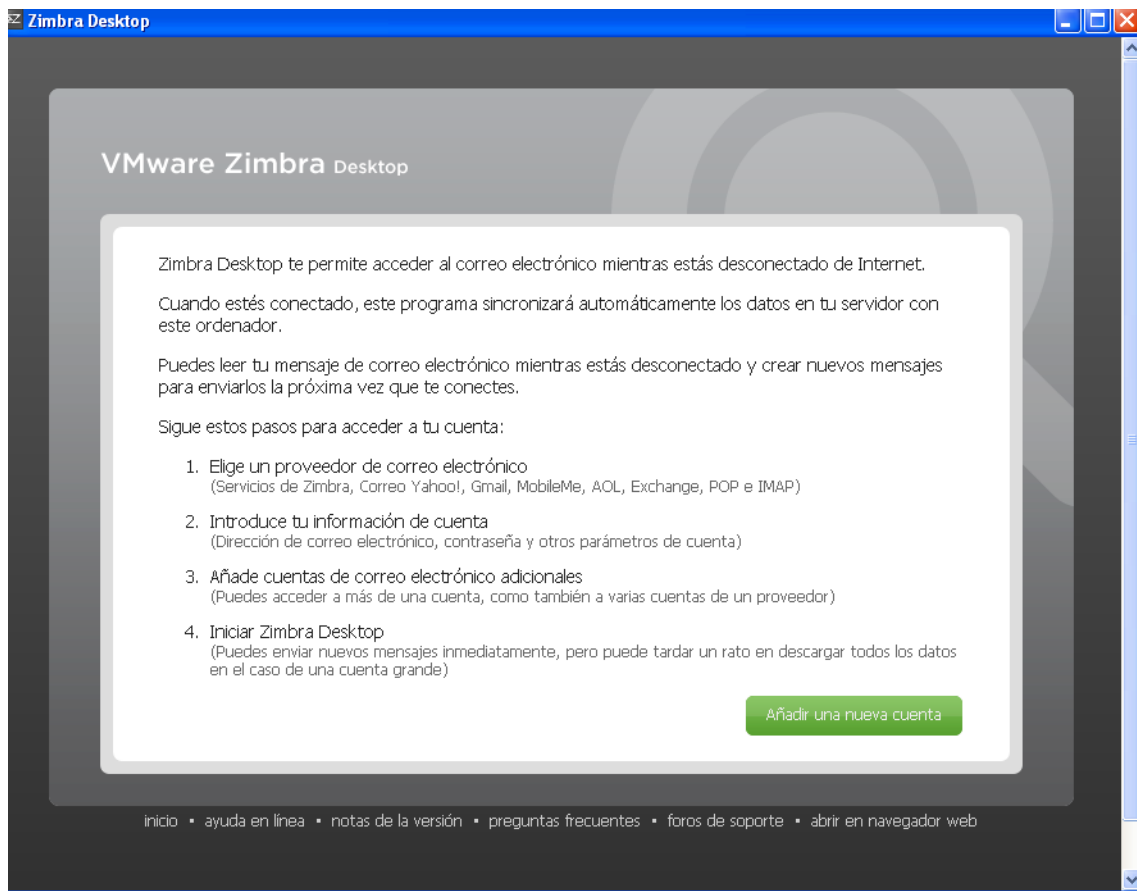 Zimbra Desktop
VMware Zimbra Desktop
Zimbra Desktop te permite acceder al correo electrónico mientras estás desconectado de Internet.
Cuando estés conectado, este programa sincronizará automáticamente los datos en tu servidor con
este ordenador.
Puedes leer tu mensaje de correo electrónico mientras estás desconectado y crear nuevos mensajes
para enviarlos la próxima vez que te conectes.
Sigue estos pasos para acceder a tu cuenta:
1. Elige un proveedor de correo electrónico
(Servicios de Zimbra, Correo Yahoo!, Gmail, MobileMe, AOL, Exchange, POP e IMAP)
2. Introduce tu información de cuenta
(Dirección de correo electrónico, contraseña y otros parámetros de cuenta)
3. Añade cuentas de correo electrónico adicionales
(Puedes acceder a más de una cuenta, como también a varias cuentas de un proveedor)
4. Iniciar Zimbra Desktop
(Puedes enviar nuevos mensajes inmediatamente, pero puede tardar un rato en descargar todos los datos
en el caso de una cuenta grande)
Añadir una nueva cuenta
inicio ▪ ayuda en línea ▪ notas de la versión ▪ preguntas frecuentes ▪ foros de soporte ▪ abrir en navegador web